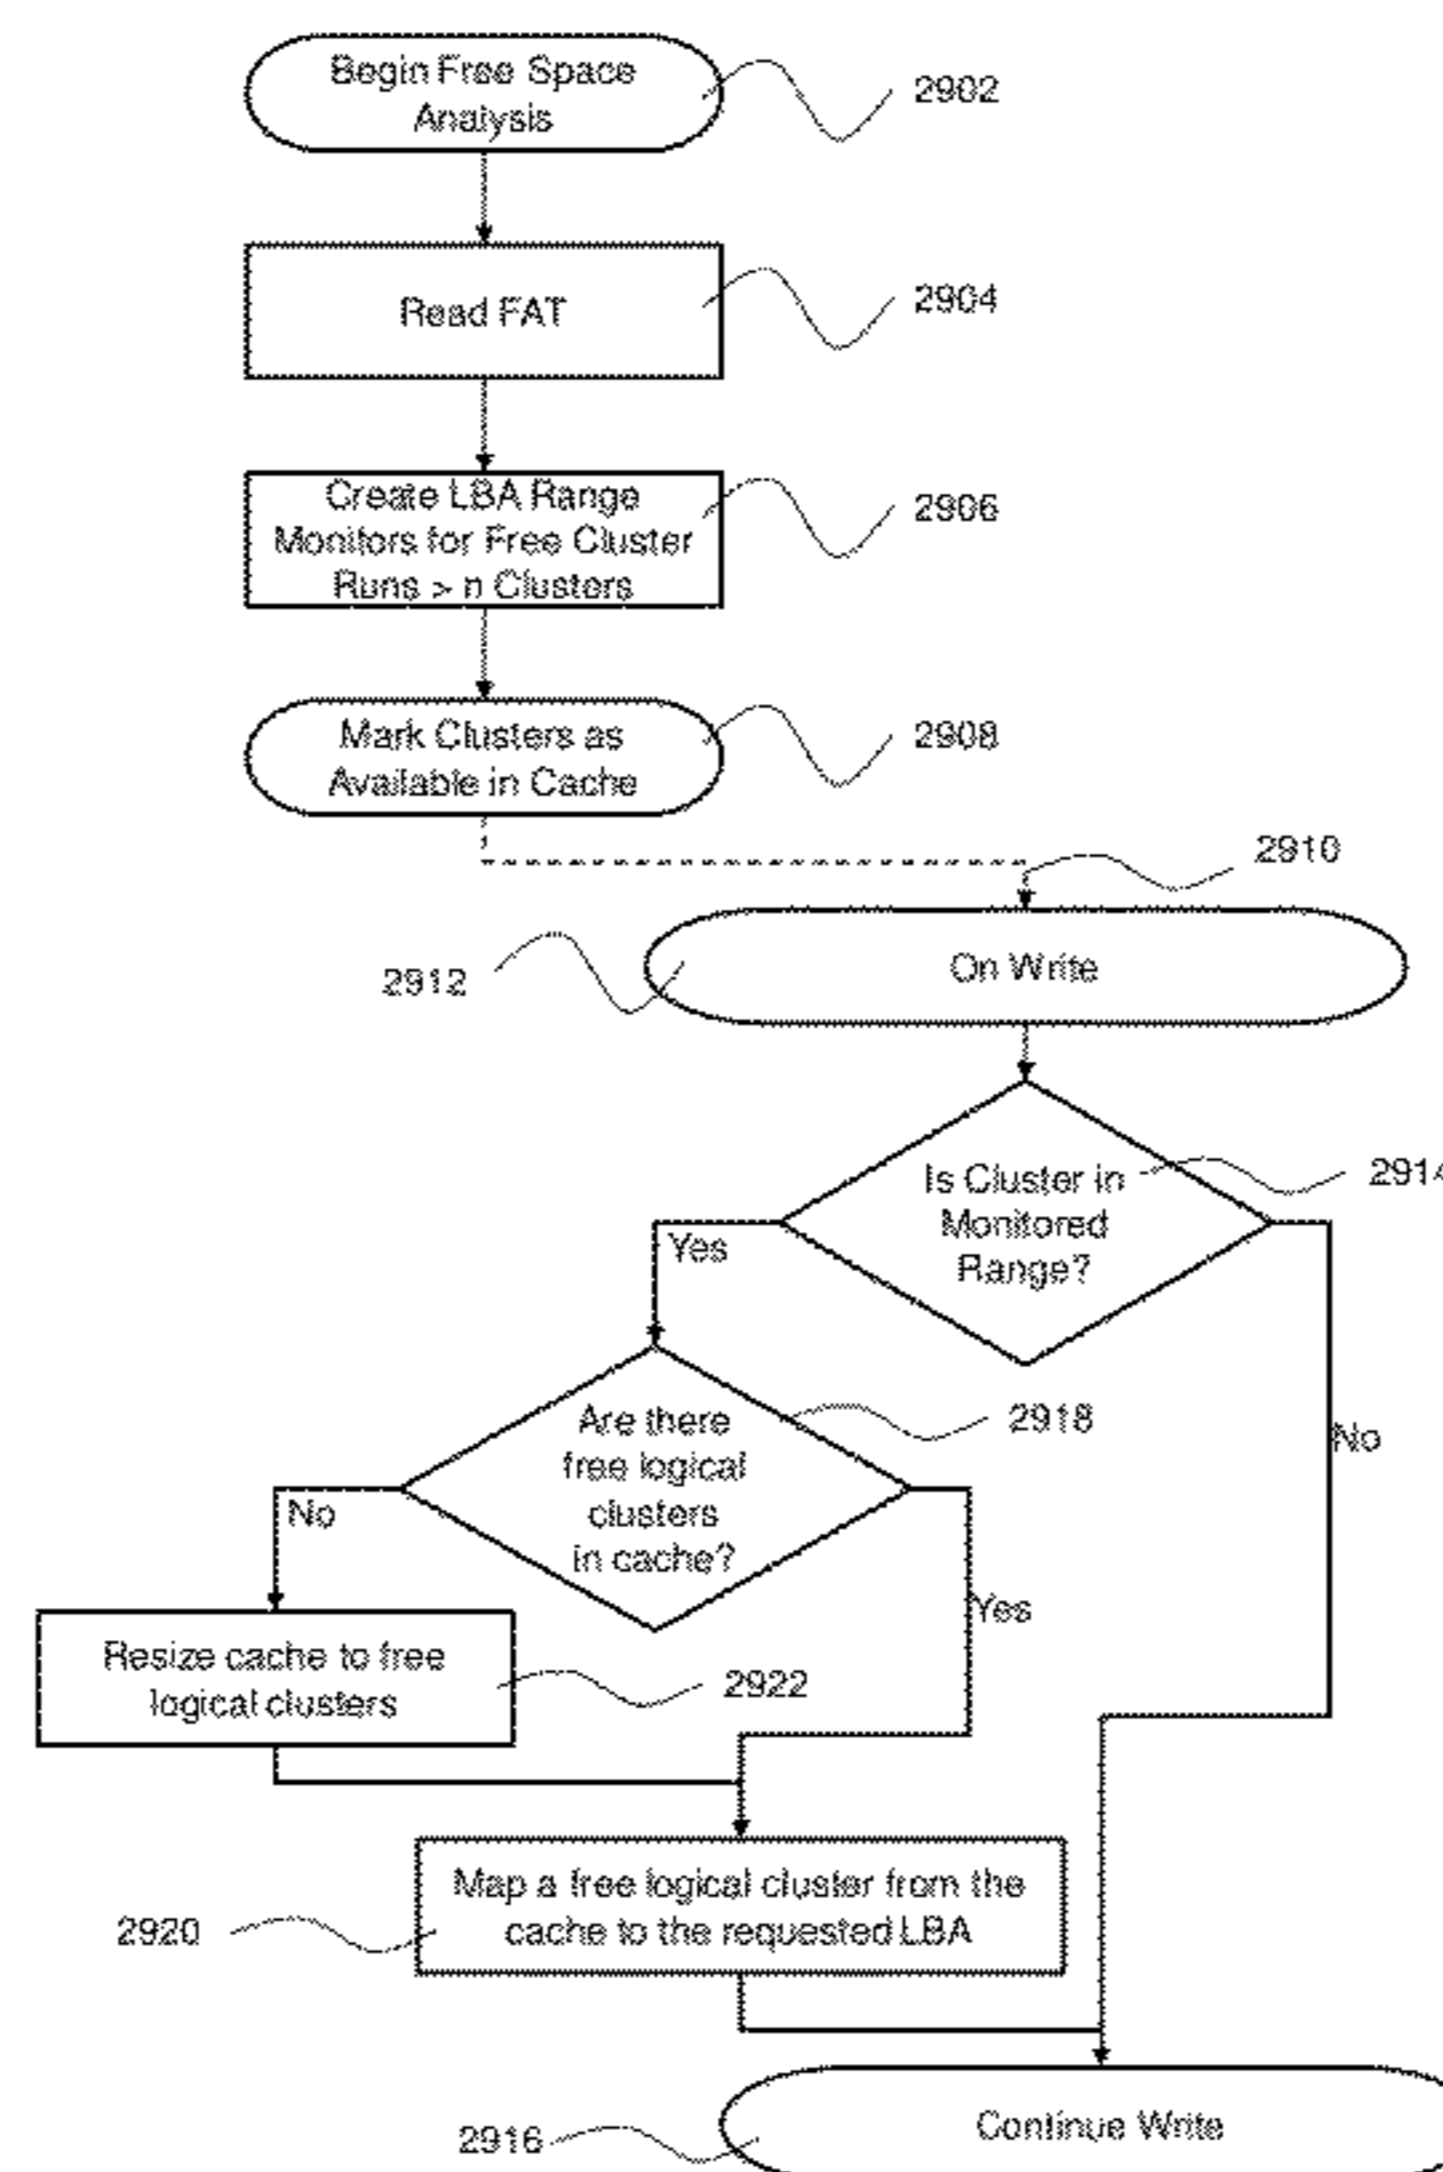 Begin Free Space
Analysis
2902
Read FAT
2904
Create LBA Range
Monitors for Free Cluster
Runs > n Clusters
2906
Mark Clusters as
Available in Cache
2908
2910
On Write
2912
Is Cluster in
Monitored
Range?
2914
Yes
No
Are there
free logical
clusters
in cache?
2918
No
Yes
Resize cache to free
logical clusters
2922
Map a free logical cluster from the
cache to the requested LBA
2920
Continue Write
2916